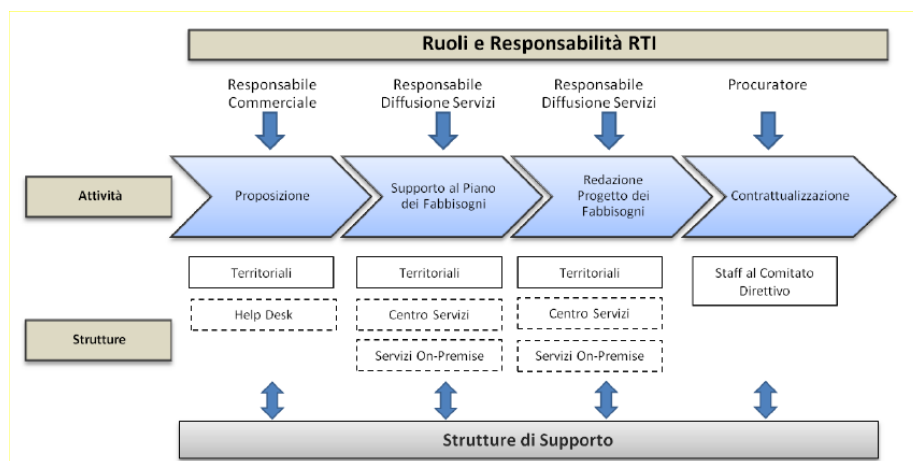 Ruoli e Responsabilità RTI
Responsabile
Commerciale
Responsabile
Diffusione Servizi
Responsabile
Diffusione Servizi
Procuratore
Attività
Proposizione
Supporto al Piano
dei Fabbisogni
Redazione
Progetto dei
Fabbisogni
Contrattualizzazione
Strutture
Territoriali
Help Desk
Territoriali
Centro Servizi
Servizi On-Premise
Territoriali
Centro Servizi
Servizi On-Premise
Staff al Comitato
Direttivo
Strutture di Supporto